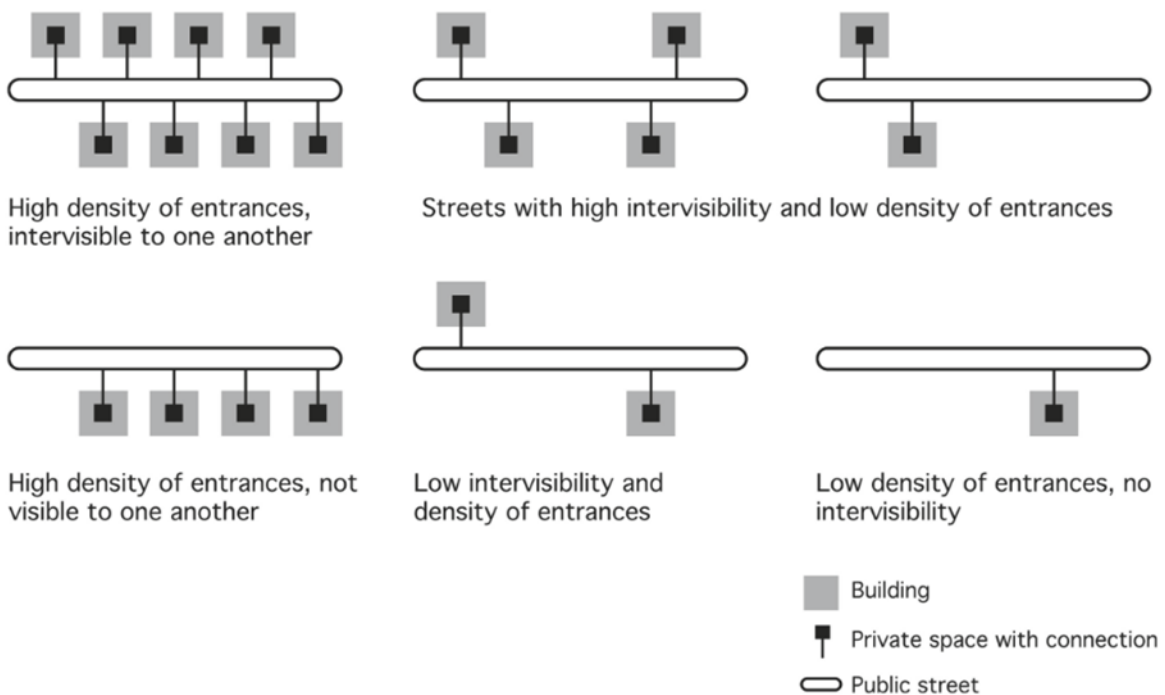 High density of entrances,
intervisible to one another
Streets with high intervisibility and low density of entrances
High density of entrances, not
visible to one another
Low intervisibility and
density of entrances
Low density of entrances, no
intervisibility
Building
Private space with connection
Public street